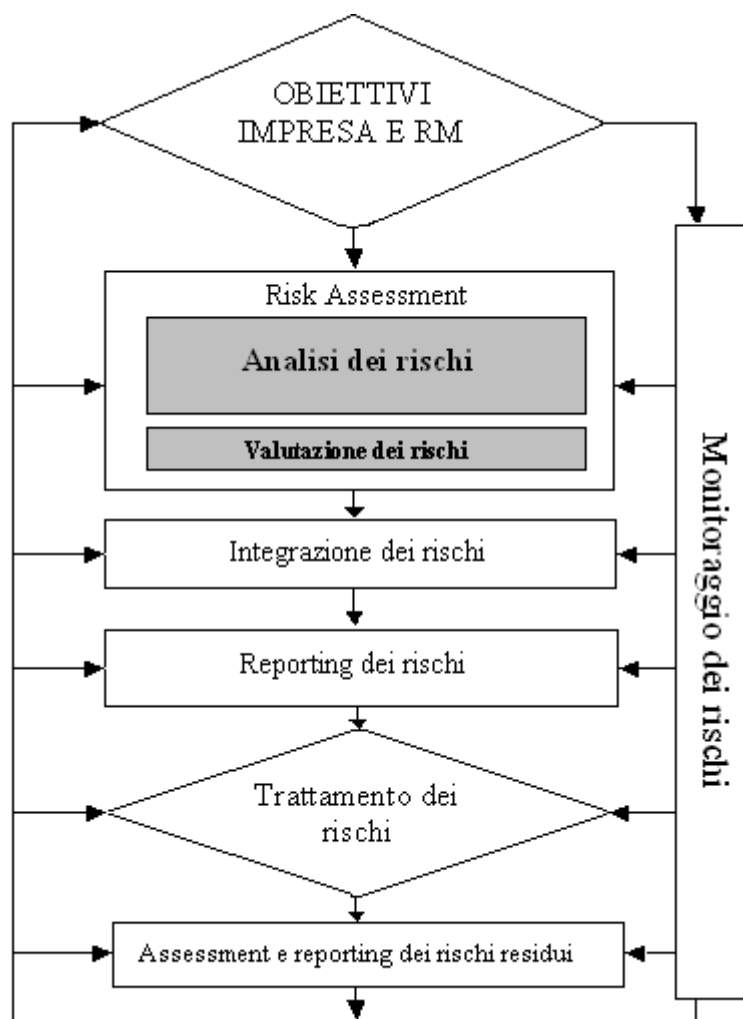 OBIETTIVI
IMPRESA E RM
Risk Assessment
Analisi dei rischi
Valutazione dei rischi
Integrazione dei rischi
Reporting dei rischi
Trattamento dei
rischi
Assessment e reporting dei rischi residui
Monitoraggio dei rischi